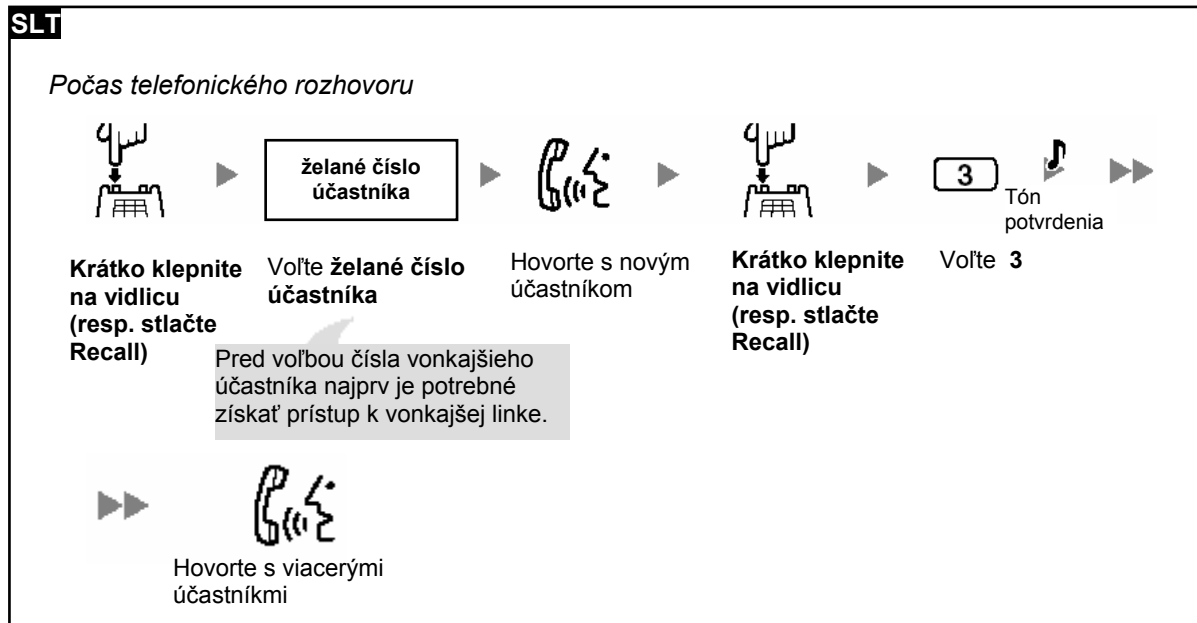 SLT
Počas telefonického rozhovoru
želané číslo
účastníka
3
Tón
potvrdenia
Krátko klepnite
na vidlicu
(resp. stlačte
Recall)
Voľte želané číslo
účastníka
Hovorte s novým
účastníkom
Krátko klepnite
na vidlicu
(resp. stlačte
Recall)
Voľte 3
Pred voľbou čísla vonkajšieho
účastníka najprv je potrebné
získať prístup k vonkajšej linke.
Hovorte s viacerými
účastníkmi